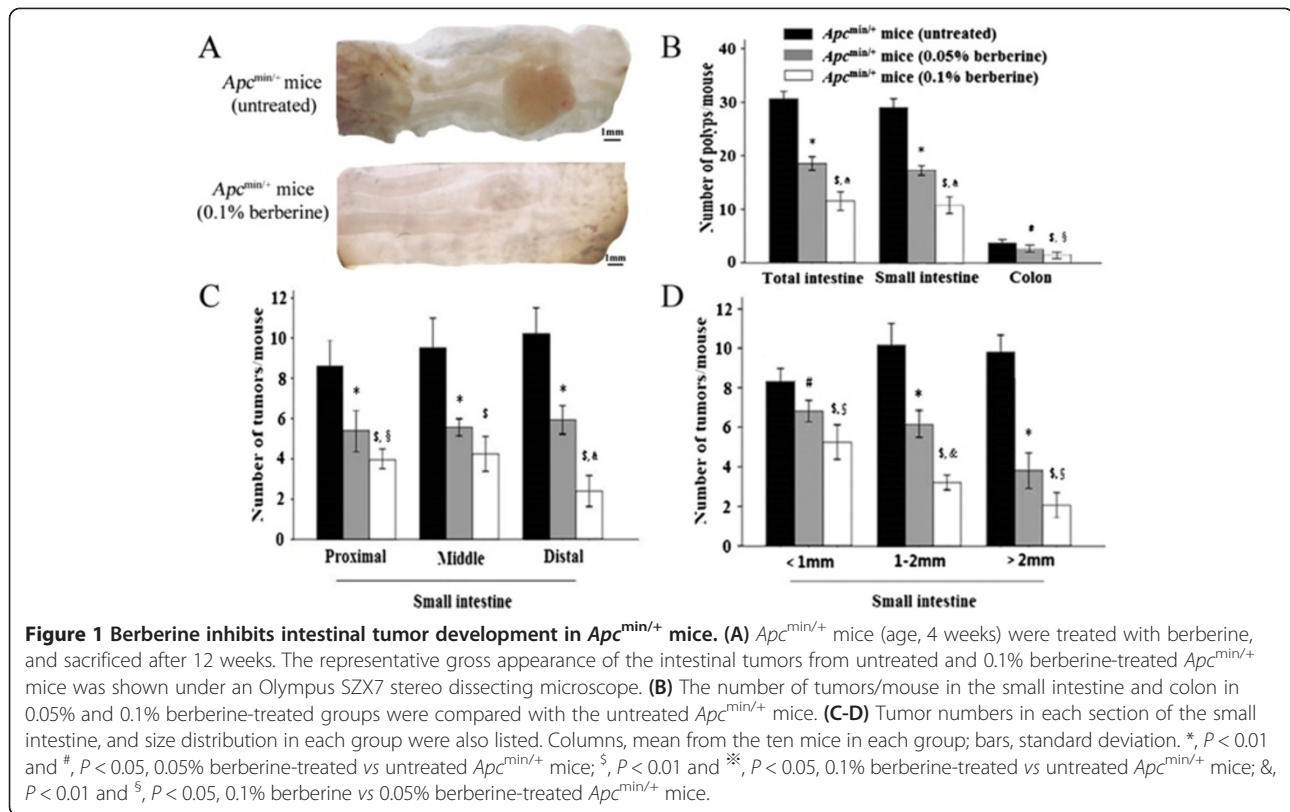 A
Apc^min/+ mice
(untreated)
1mm
Apc^min/+ mice
(0.1% berberine)
1mm
B
Apc^min/+ mice (untreated)
Apc^min/+ mice (0.05% berberine)
Apc^min/+ mice (0.1% berberine)
Number of polyps/mouse
40
30
20
10
0
*
$,&
*
$,&
#
$, §
Total intestine
Small intestine
Colon
C
Number of tumors/mouse
12
10
8
6
4
2
0
*
$, §
*
$
*
$,&
Proximal
Middle
Distal
Small intestine
D
Number of tumors/mouse
12
10
8
6
4
2
0
#
$,§
*
$,&
*
$,§
< 1mm
1-2mm
> 2mm
Small intestine
Figure 1 Berberine inhibits intestinal tumor development in Apc^min/+ mice. (A) Apc^min/+ mice (age, 4 weeks) were treated with berberine,
and sacrificed after 12 weeks. The representative gross appearance of the intestinal tumors from untreated and 0.1% berberine-treated Apc^min/+
mice was shown under an Olympus SZX7 stereo dissecting microscope. (B) The number of tumors/mouse in the small intestine and colon in
0.05% and 0.1% berberine-treated groups were compared with the untreated Apc^min/+ mice. (C-D) Tumor numbers in each section of the small
intestine, and size distribution in each group were also listed. Columns, mean from the ten mice in each group; bars, standard deviation. *, P < 0.01
and #, P < 0.05, 0.05% berberine-treated vs untreated Apc^min/+ mice; $, P < 0.01 and ※, P < 0.05, 0.1% berberine-treated vs untreated Apc^min/+ mice; &,
P < 0.01 and §, P < 0.05, 0.1% berberine vs 0.05% berberine-treated Apc^min/+ mice.